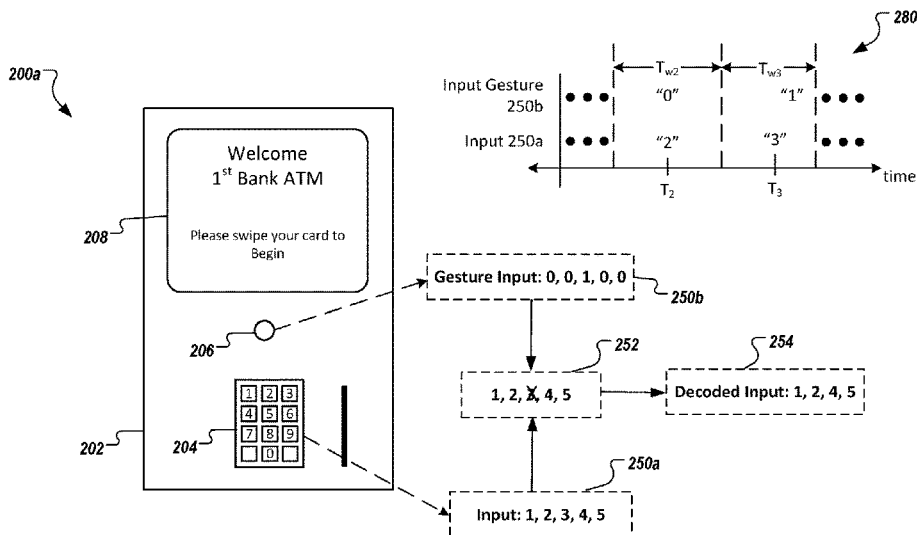 200a
280
Tw2
Tw3
Input Gesture
250b
"0"
"1"
Input 250a
"2"
"3"
time
T2
T3
Welcome
1st Bank ATM
Please swipe your card to
Begin
208
206
Gesture Input: 0, 0, 1, 0, 0
250b
252
254
1, 2, 3, 4, 5
Decoded Input: 1, 2, 4, 5
1 2 3
4 5 6
7 8 9
0
204
202
250a
Input: 1, 2, 3, 4, 5